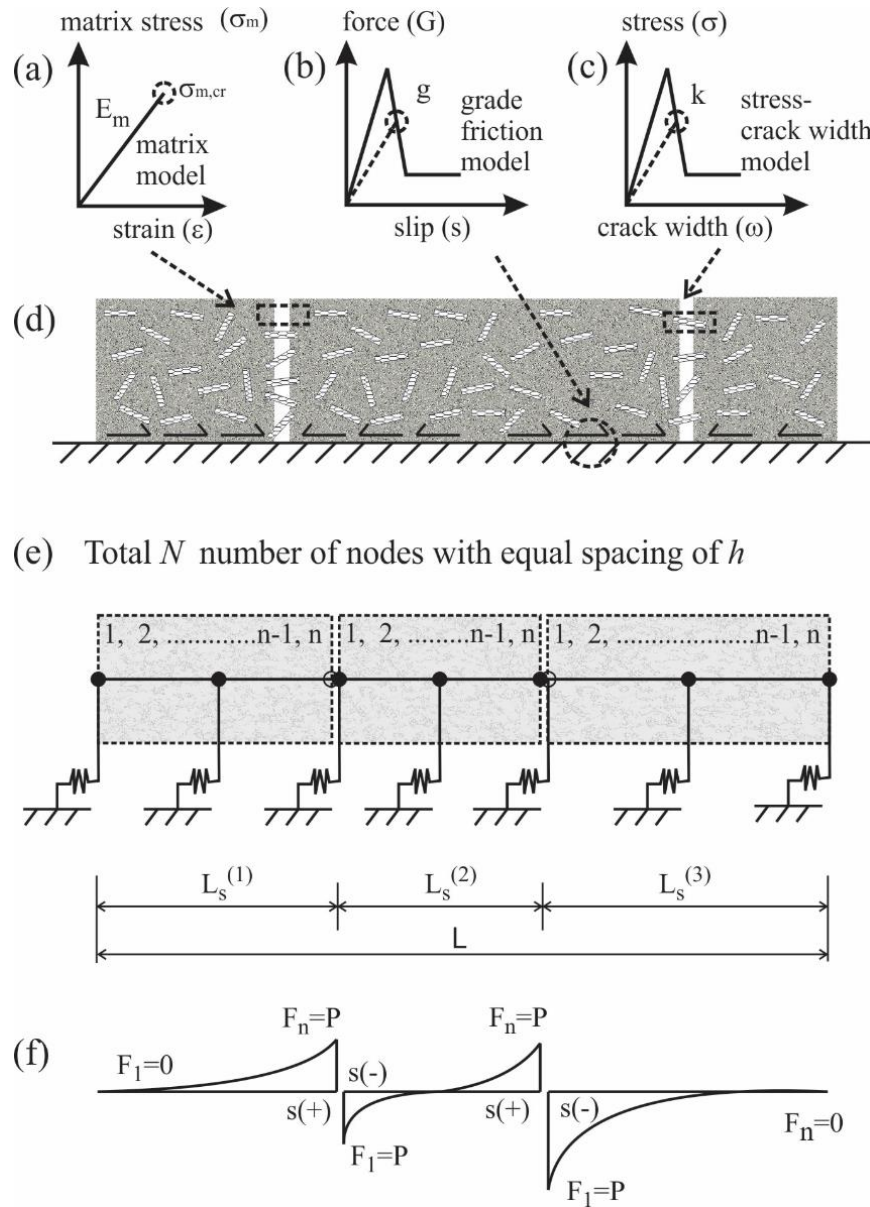 matrix stress (σm)
force (G)
stress (σ)
(a)
(b)
(c)
σm,cr
Em
matrix
model
g
grade
friction
model
k
stress-
crack width
model
strain (ε)
slip (s)
crack width (ω)
(d)
(e) Total N number of nodes with equal spacing of h
1, 2, .............n-1, n
1, 2, .........n-1, n
1, 2, .....................n-1, n
Ls(1)
Ls(2)
Ls(3)
L
(f)
F1=0
Fn=P
Fn=P
s(-)
s(+)
s(+)
s(-)
F1=P
Fn=0
F1=P